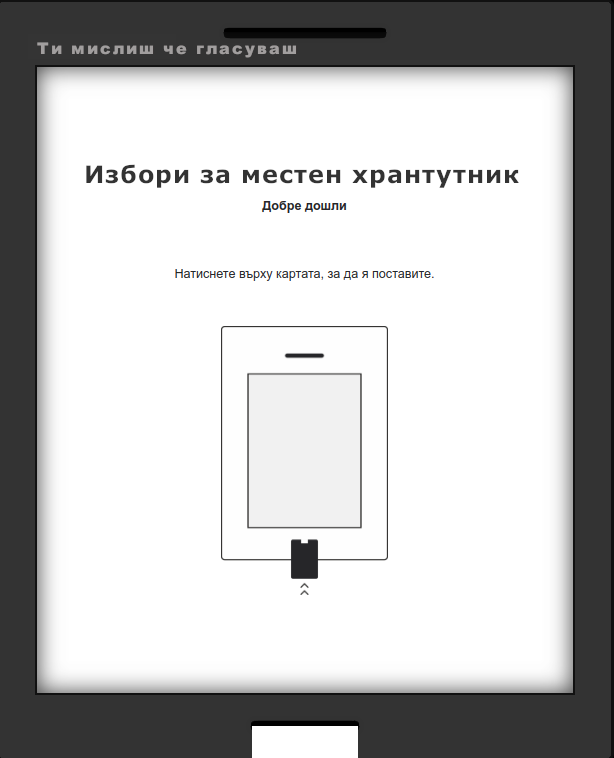 Ти мислиш че гласуваш
Избори за местен хрантутник
Добре дошли
Натиснете върху картата, за да я поставите.